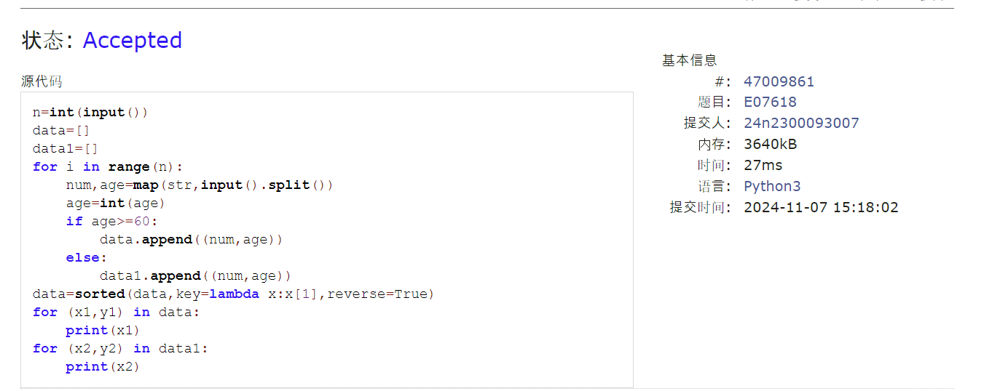 状态: Accepted
源代码
n=int(input())
data=[]
data1=[]
for i in range(n):
    num,age=map(str,input().split())
    age=int(age)
    if age>=60:
        data.append((num,age))
    else:
        data1.append((num,age))
data=sorted(data,key=lambda x:x[1],reverse=True)
for (x1,y1) in data:
    print(x1)
for (x2,y2) in data1:
    print(x2)
基本信息
#: 47009861
题目: E07618
提交人: 24n2300093007
内存: 3640kB
时间: 27ms
语言: Python3
提交时间: 2024-11-07 15:18:02